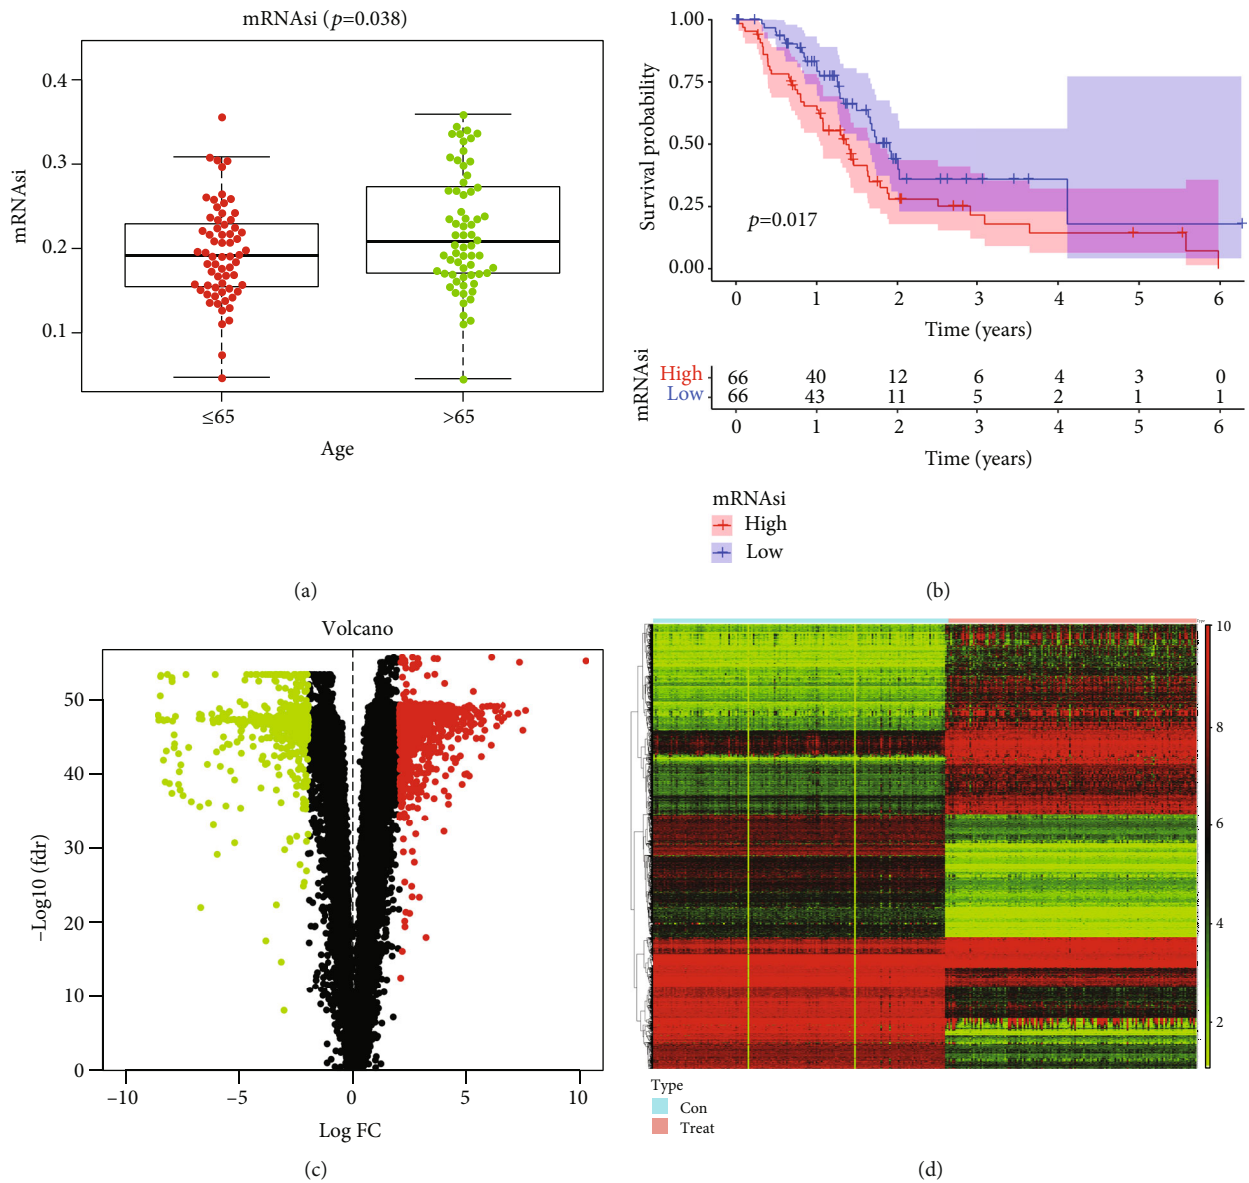 mRNAsi (p=0.038)
mRNAsi
0.4
0.3
0.2
0.1
≤65
>65
Age
(a)
Survival probability
1.00
0.75
0.50
0.25
0.00
p=0.017
0 1 2 3 4 5 6
Time (years)
mRNAsi
High 66 40 12 6 4 3 0
Low 66 43 11 5 2 1 1
0 1 2 3 4 5 6
Time (years)
mRNAsi
High
Low
(b)
Volcano
−Log10 (fdr)
50
40
30
20
10
0
−10 −5 0 5 10
Log FC
(c)
10
8
6
4
2
Type
Con
Treat
(d)